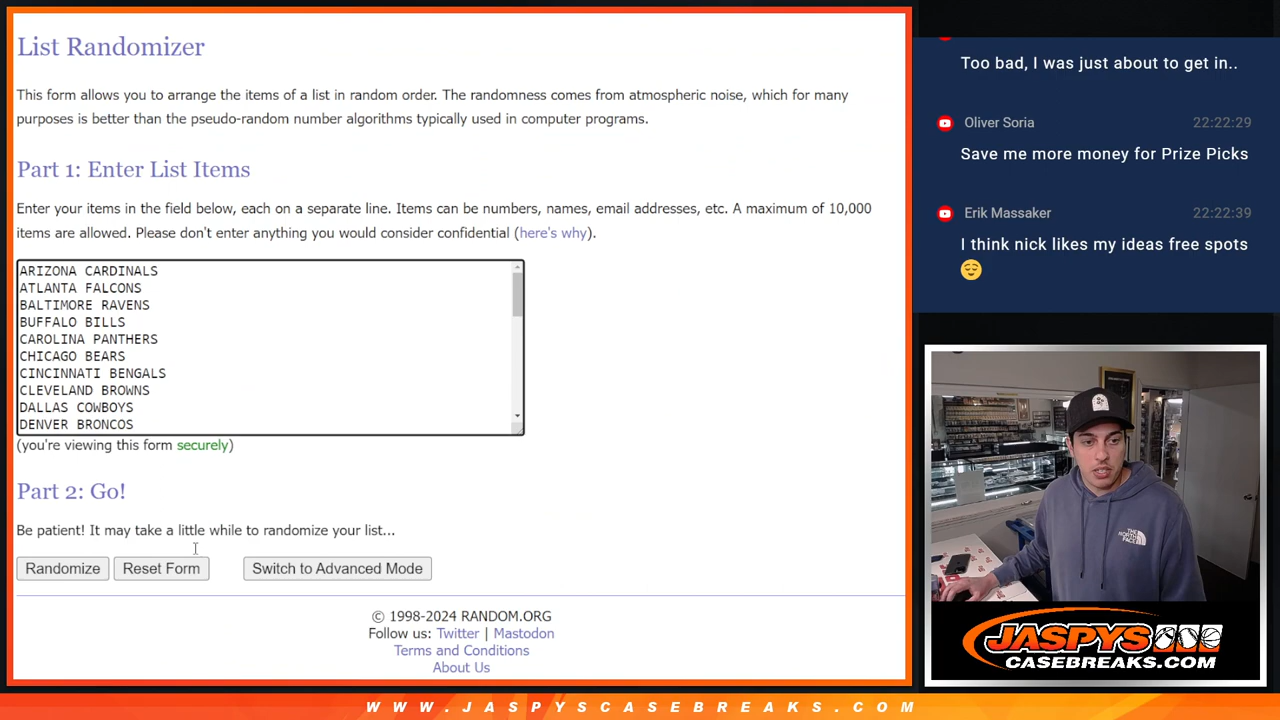 List Randomizer
This form allows you to arrange the items of a list in random order. The randomness comes from atmospheric noise, which for many
purposes is better than the pseudo-random number algorithms typically used in computer programs.
Part 1: Enter List Items
Enter your items in the field below, each on a separate line. Items can be numbers, names, email addresses, etc. A maximum of 10,000
items are allowed. Please don't enter anything you would consider confidential (here's why).
ARIZONA CARDINALS
ATLANTA FALCONS
BALTIMORE RAVENS
BUFFALO BILLS
CAROLINA PANTHERS
CHICAGO BEARS
CINCINNATI BENGALS
CLEVELAND BROWNS
DALLAS COWBOYS
DENVER BRONCOS
(you're viewing this form securely)
Part 2: Go!
Be patient! It may take a little while to randomize your list...
Randomize Reset Form Switch to Advanced Mode
© 1998-2024 RANDOM.ORG
Follow us: Twitter | Mastodon
Terms and Conditions
About Us
Too bad, I was just about to get in..
Oliver Soria 22:22:29
Save me more money for Prize Picks
Erik Massaker 22:22:39
I think nick likes my ideas free spots
THE NORTH FACE
JASPYS
CASEBREAKS.COM
WWW.JASPYSCASEBREAKS.COM